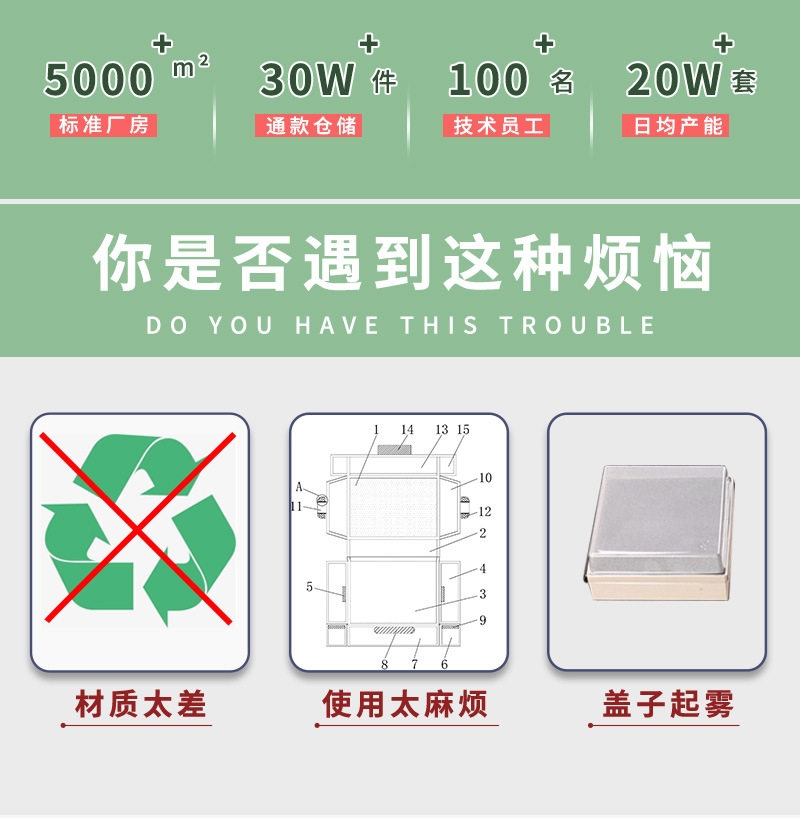 5000+ m²
30W+ 件
100+ 名
20W+ 套
标准厂房
通款仓储
技术员工
日均产能
你是否遇到这种烦恼
DO YOU HAVE THIS TROUBLE
1
14
13
15
A
10
11
12
2
4
5
3
9
8
7
6
材质太差
使用太麻烦
盖子起雾